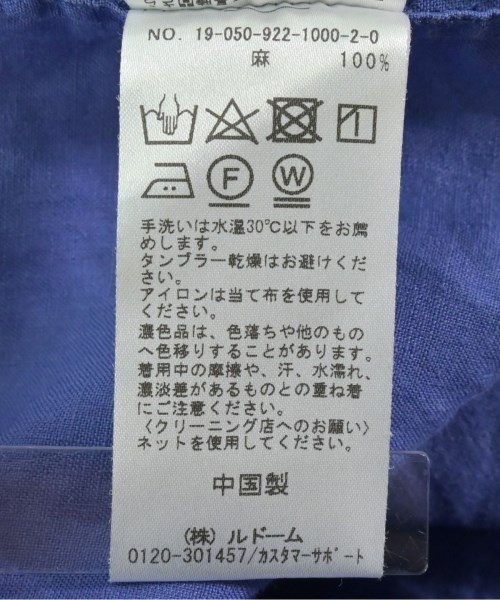 NO. 19-050-922-1000-2-0
麻 100%
F W
手洗いは水温30℃以下をお薦
めします。
タンブラー乾燥はお避けくだ
さい。
アイロンは当て布を使用して
ください。
濃色品は、色落ちや他のもの
へ色移りすることがあります。
着用中の摩擦や、汗、水濡れ、
濃淡差があるものとの重ね着
にご注意ください。
〈クリーニング店へのお願い〉
ネットを使用してください。
中国製
(株) ルドーム
0120-301457/カスタマーサポート